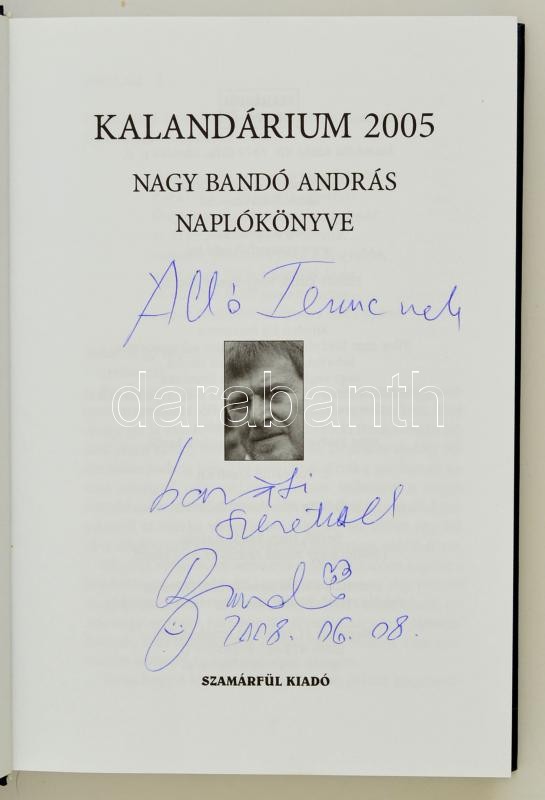 KALANDÁRIUM 2005
NAGY BANDÓ ANDRÁS
NAPLÓKÖNYVE
Alló Ferencnek
darabanth
baráti
szeretettel
Bandó
2008. 06. 08.
SZAMÁRFÜL KIADÓ